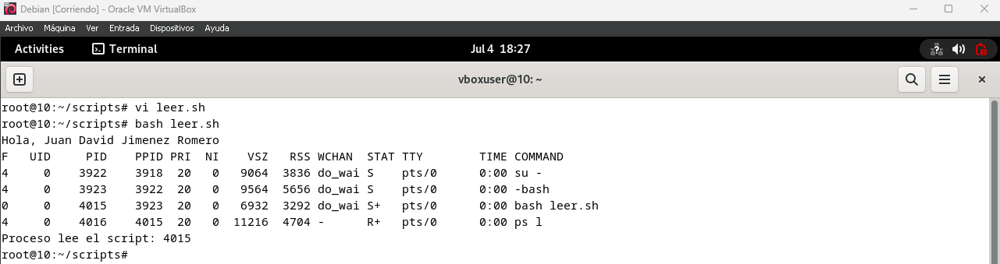 Debian [Corriendo] - Oracle VM VirtualBox
Archivo Máquina Ver Entrada Dispositivos Ayuda
Activities Terminal Jul 4 18:27
vboxuser@10: ~
root@10:~/scripts# vi leer.sh
root@10:~/scripts# bash leer.sh
Hola, Juan David Jimenez Romero
F   UID     PID    PPID PRI  NI    VSZ   RSS WCHAN  STAT TTY        TIME COMMAND
4     0    3922    3918  20   0   9064  3836 do_wai S    pts/0      0:00 su -
4     0    3923    3922  20   0   9564  5656 do_wai S    pts/0      0:00 -bash
0     0    4015    3923  20   0   6932  3292 do_wai S+   pts/0      0:00 bash leer.sh
4     0    4016    4015  20   0  11216  4704 -      R+   pts/0      0:00 ps l
Proceso lee el script: 4015
root@10:~/scripts#